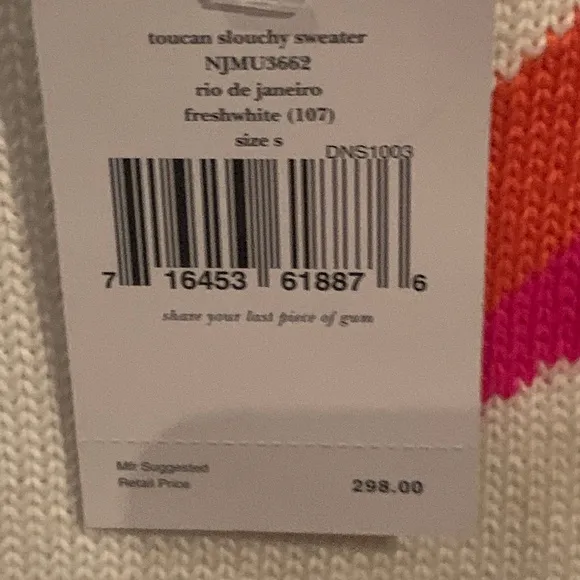 toucan slouchy sweater
NJMU3662
rio de janeiro
freshwhite (107)
size s
DNS1003
7 16453 61887 6
share your last piece of gum
Mfr Suggested
Retail Price
298.00